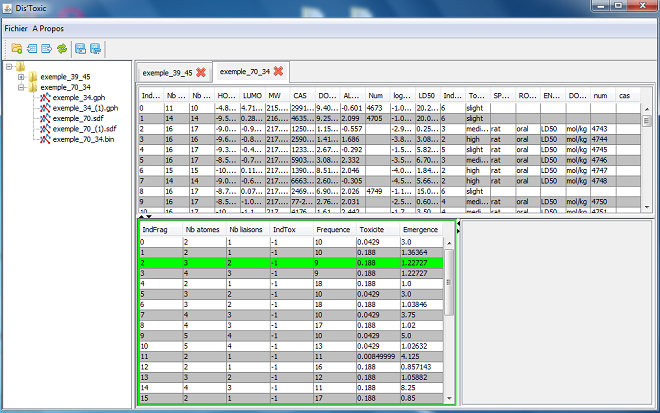 Dis'Toxic
Fichier A Propos
exemple_39_45
exemple_70_34
exemple_34.gph
exemple_34_(1).gph
exemple_70.sdf
exemple_70_(1).sdf
exemple_70_34.bin
exemple_39_45 exemple_70_34
Ind... Nb ... Nb ... HO... LUMO MW CAS DO... AL... Num log... LD50 Ind... To... SP... RO... EN... DO... num cas
0 11 10 -4.8... 4.71... 215.... 2991... 9.40... -0.601 4673 -1.0... 20.2... 6 slight
1 14 14 -9.5... 0.28... 216.... 4635... 9.25... 2.099 4705 -1.0... 20.2... 6 slight
2 16 17 -0.9... -0.9... 217.... 1250... 1.15... -0.557 -2.9... 0.25... 3 medi... rat oral LD50 mol/kg 4743
3 16 16 -9.6... -0.8... 217.... 2590... 1.41... 1.686 -3.8... 3.08... 2 high rat oral LD50 mol/kg 4744
4 16 17 -9.3... -0.4... 217.... 1233... 2.67... -0.292 -1.5... 5.82... 5 slight rat oral LD50 mol/kg 4745
5 16 17 -8.5... -0.7... 217.... 5903... 3.08... 2.332 -3.5... 6.70... 3 medi... rat oral LD50 mol/kg 4746
6 15 15 -10.... 0.11... 217.... 1390... 8.51... 2.046 -4.0... 1.84... 2 high rat oral LD50 mol/kg 4747
7 14 14 -9.0... -0.6... 217.... 6663... 2.60... -0.305 -4.5... 5.66... 2 high rat oral LD50 mol/kg 4748
8 16 17 -8.7... 0.07... 217.... 2469... 6.90... 2.026 4749 -1.1... 15.0... 6 slight
9 16 17 -8.5... -1.0... 217.... 77-2... 2.76... 3.031 -2.5... 0.60... 4 medi... rat oral LD50 mol/kg 4750
10 16 17 4751
IndFrag Nb atomes Nb liaisons IndTox Frequence Toxicite Emergence
0 2 1 -1 10 0.0429 3.0
1 2 1 -1 10 0.188 1.36364
2 3 2 -1 9 0.188 1.22727
3 4 3 -1 9 0.188 1.22727
4 2 1 -1 18 0.188 1.0
5 3 2 -1 10 0.0429 3.0
6 3 2 -1 18 0.188 1.03846
7 4 3 -1 10 0.0429 3.75
8 4 3 -1 17 0.188 1.02
9 5 4 -1 10 0.0429 5.0
10 5 4 -1 13 0.0429 1.02632
11 2 1 -1 11 0.00849999 4.125
12 2 1 -1 16 0.188 0.857143
13 3 2 -1 12 0.188 1.05882
14 4 3 -1 11 0.188 8.25
15 2 1 -1 17 0.188 0.85